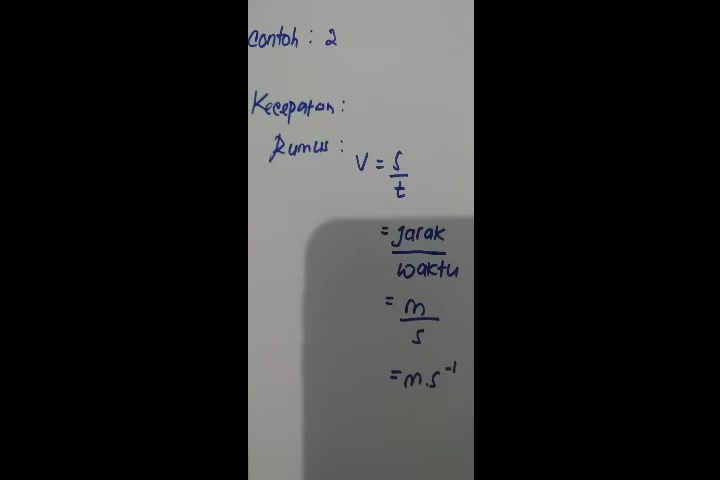 Contoh : 2
Kecepatan :
Rumus :
V = s
t
= Jarak
waktu
= m
s
= m.s⁻¹